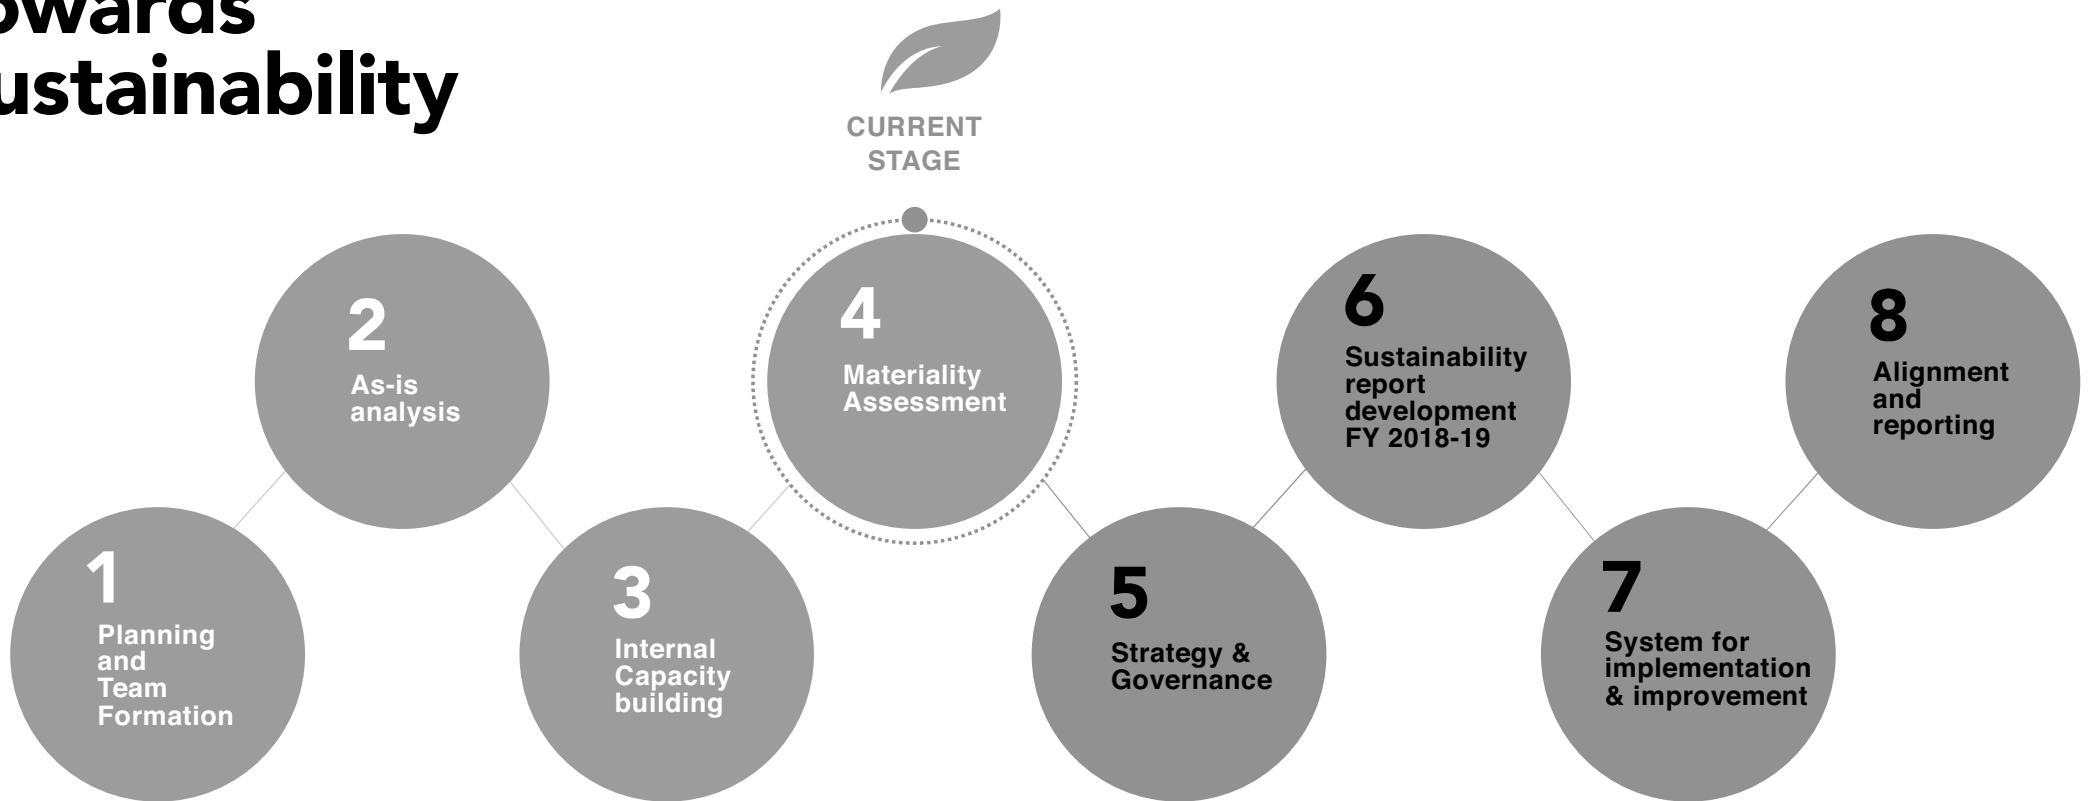 owards
ustainability
CURRENT
STAGE
1
Planning
and
Team
Formation
2
As-is
analysis
3
Internal
Capacity
building
4
Materiality
Assessment
5
Strategy &
Governance
6
Sustainability
report
development
FY 2018-19
7
System for
implementation
& improvement
8
Alignment
and
reporting